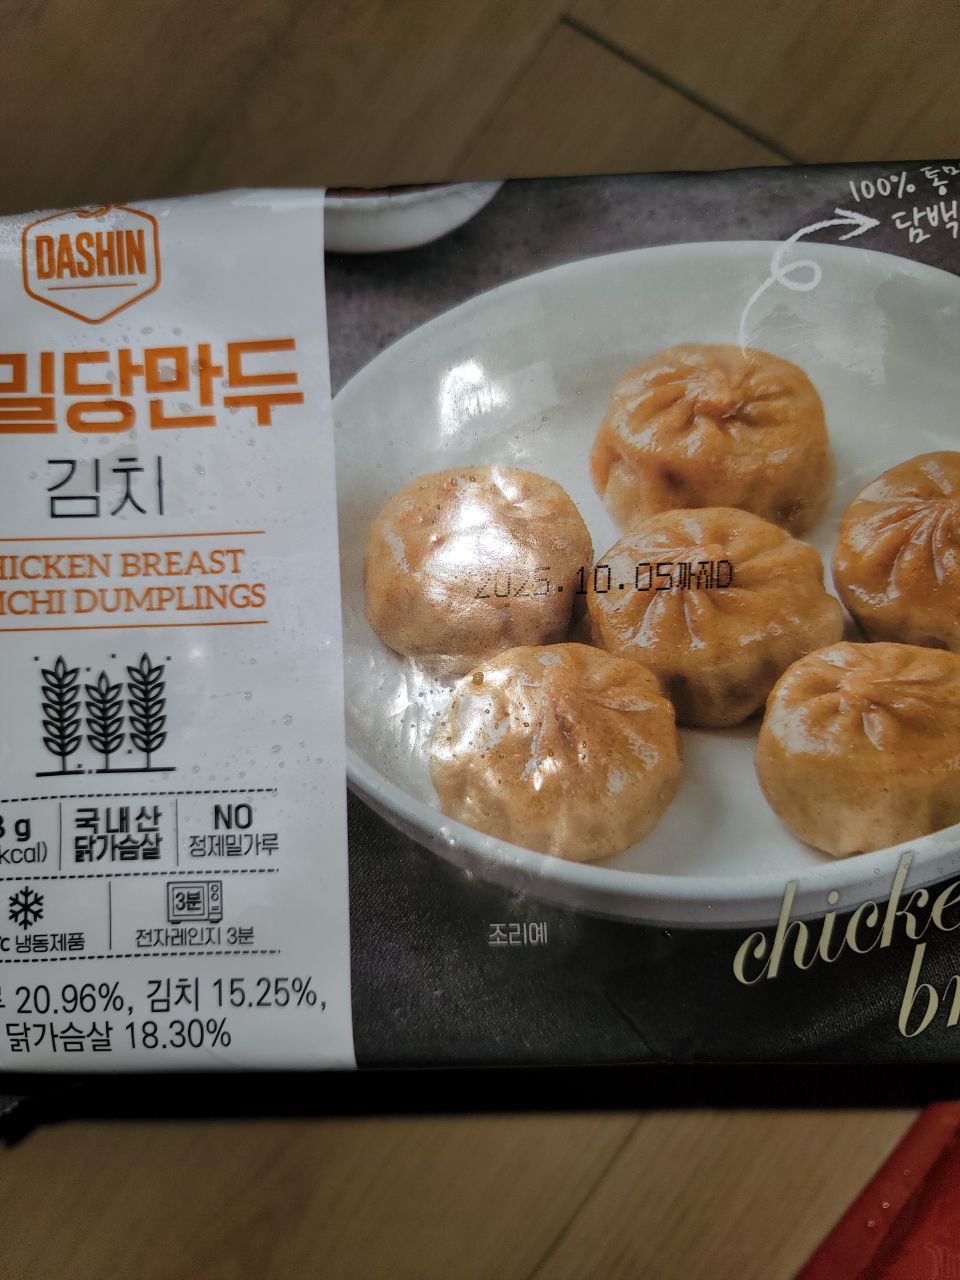 DASHIN
밀당만두
김치
HICKEN BREAST
ICHI DUMPLINGS
g
kcal)
국내산
닭가슴살
NO
정제밀가루
℃ 냉동제품
3분
전자레인지 3분
20.96%, 김치 15.25%,
닭가슴살 18.30%
100% 통
담백
2025.10.05까지D
조리예
chicke
br